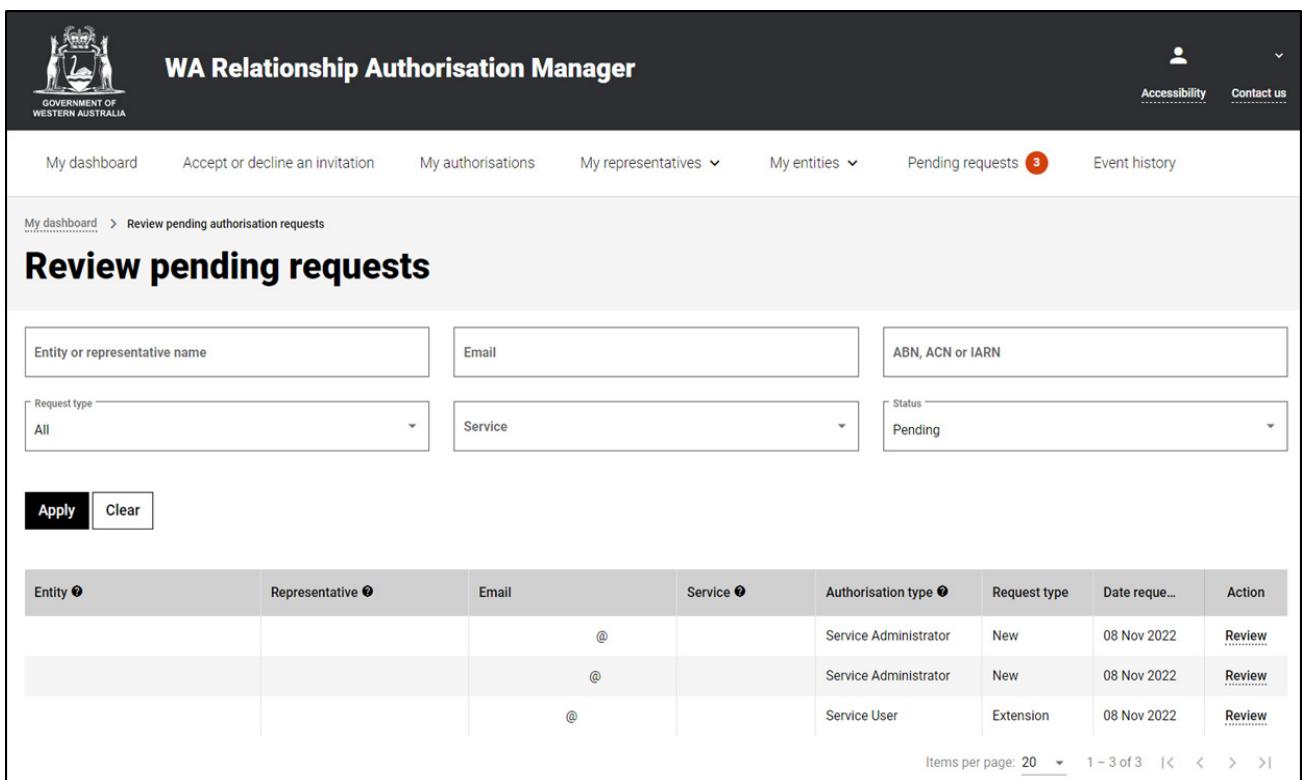 GOVERNMENT OF
WESTERN AUSTRALIA
WA Relationship Authorisation Manager
Accessibility Contact us
My dashboard Accept or decline an invitation My authorisations My representatives My entities Pending requests 3 Event history
My dashboard > Review pending authorisation requests
Review pending requests
Entity or representative name Email ABN, ACN or IARN
Request type Status
All Service Pending
Apply Clear
Entity Representative Email Service Authorisation type Request type Date reque... Action
@ Service Administrator New 08 Nov 2022 Review
@ Service Administrator New 08 Nov 2022 Review
@ Service User Extension 08 Nov 2022 Review
Items per page: 20 1 – 3 of 3 |< < > >|